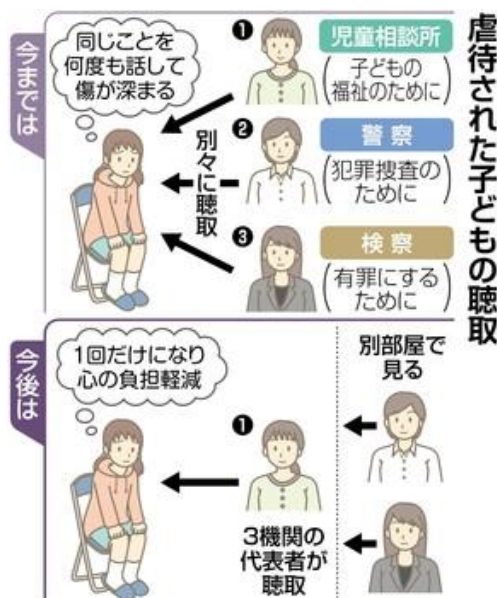 虐待された子どもの聴取
今までは
同じことを
何度も話して
傷が深まる
別々に聴取
❶
児童相談所
(子どもの
福祉のために)
❷
警察
(犯罪捜査の
ために)
❸
検察
(有罪にする
ために)
今後は
1回だけになり
心の負担軽減
❶
3機関の
代表者が
聴取
別部屋で
見る